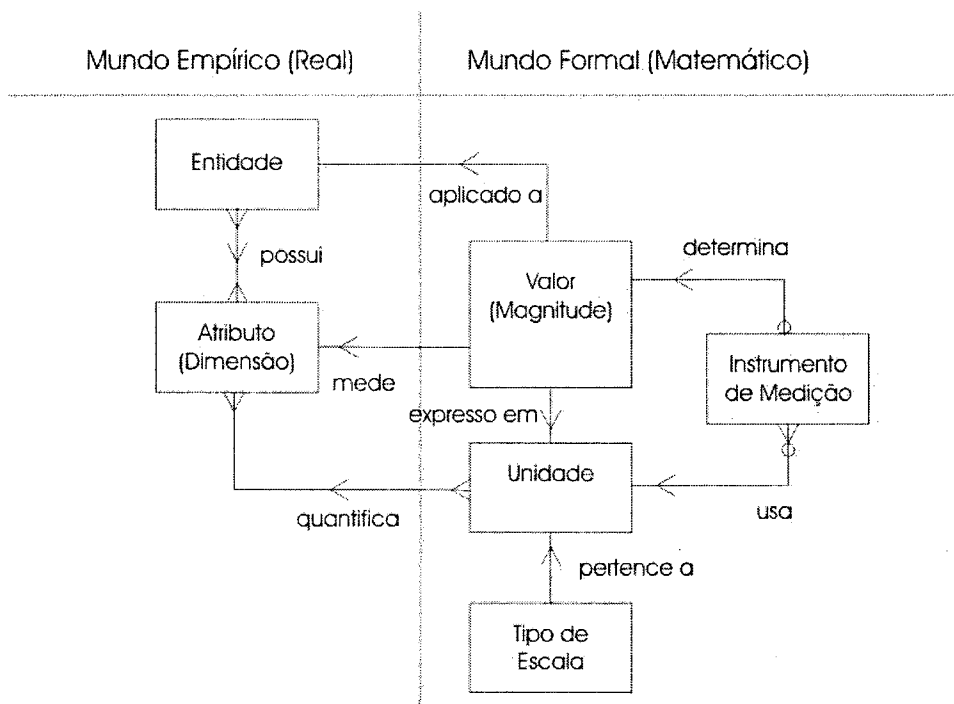 Mundo Empírico (Real)
Mundo Formal (Matemático)
Entidade
aplicado a
possui
Valor
(Magnitude)
determina
Atributo
(Dimensão)
mede
Instrumento
de Medição
expresso em
Unidade
quantifica
usa
pertence a
Tipo de
Escala